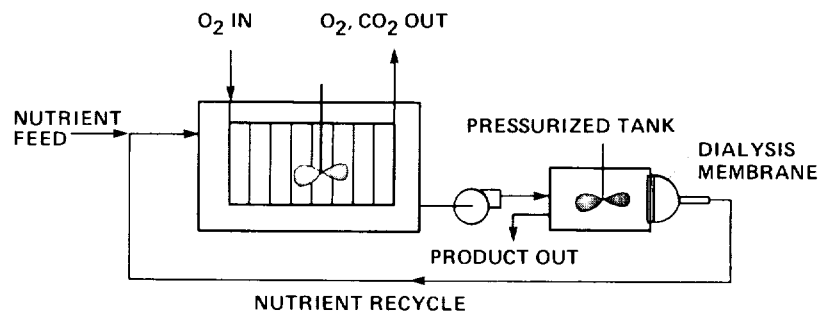 O2 IN
O2, CO2 OUT
NUTRIENT
FEED
PRESSURIZED TANK
DIALYSIS
MEMBRANE
PRODUCT OUT
NUTRIENT RECYCLE